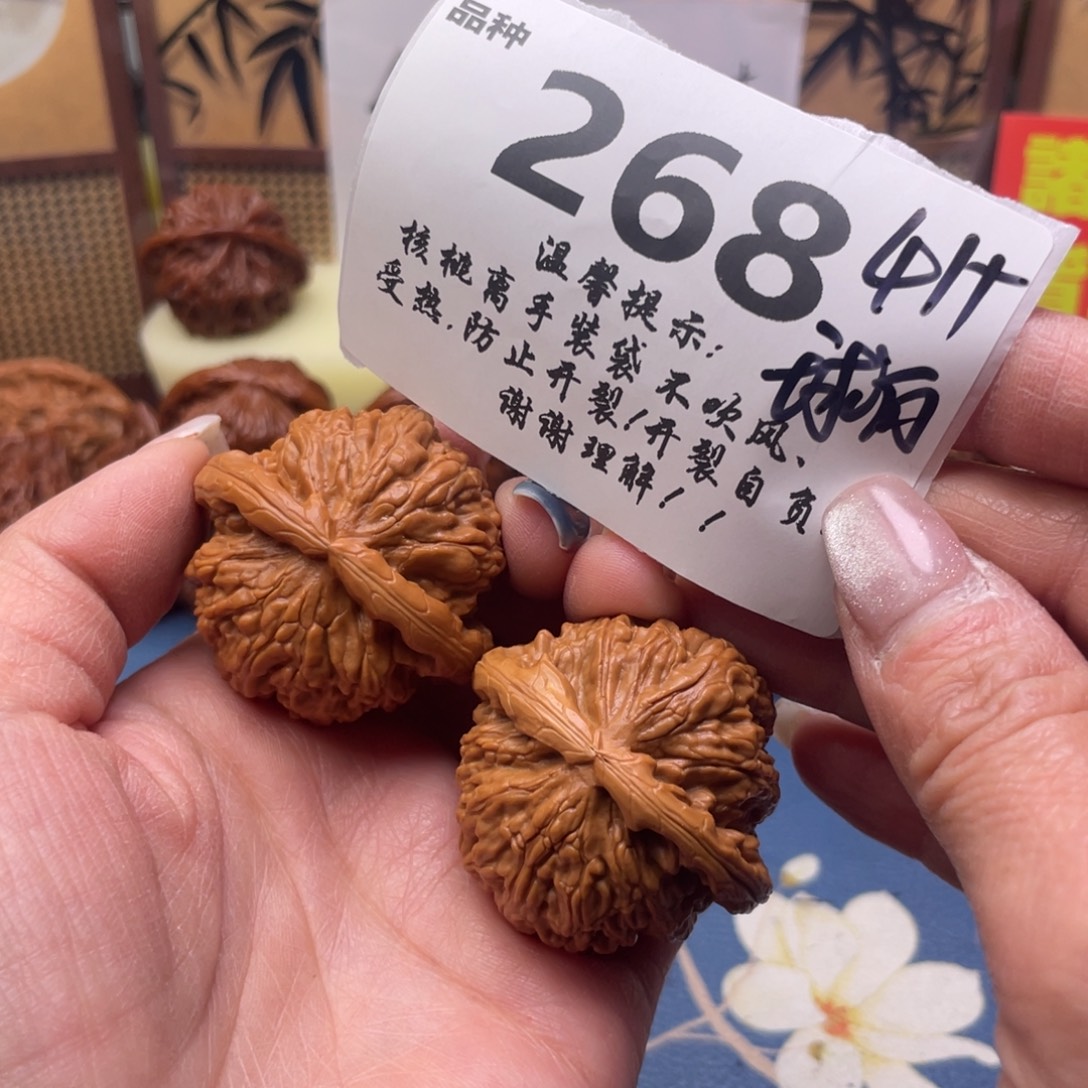 品种
268
41+
温馨提示:
核桃离手装袋不吹风、
受热,防止开裂!开裂自负
谢谢理解!!